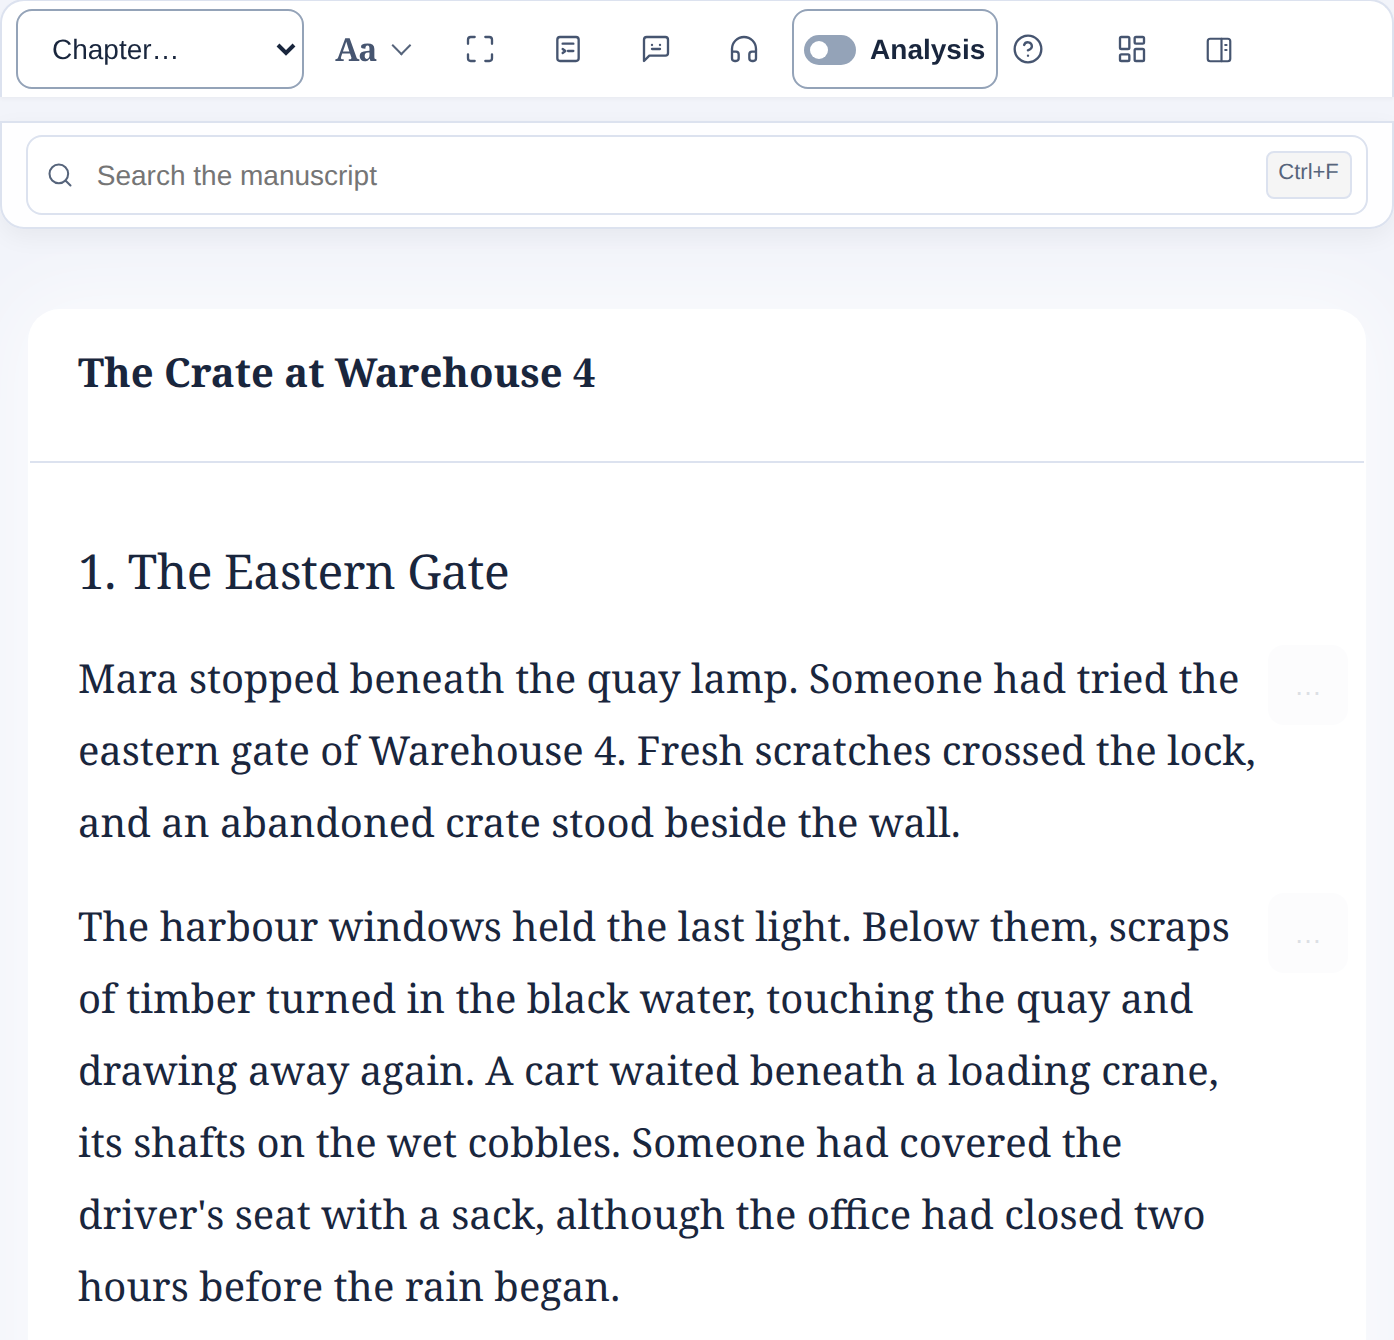 Chapter...
Aa
Analysis
Search the manuscript
Ctrl+F
The Crate at Warehouse 4
1. The Eastern Gate
Mara stopped beneath the quay lamp. Someone had tried the
...
eastern gate of Warehouse 4. Fresh scratches crossed the lock,
and an abandoned crate stood beside the wall.
The harbour windows held the last light. Below them, scraps
...
of timber turned in the black water, touching the quay and
drawing away again. A cart waited beneath a loading crane,
its shafts on the wet cobbles. Someone had covered the
driver's seat with a sack, although the office had closed two
hours before the rain began.